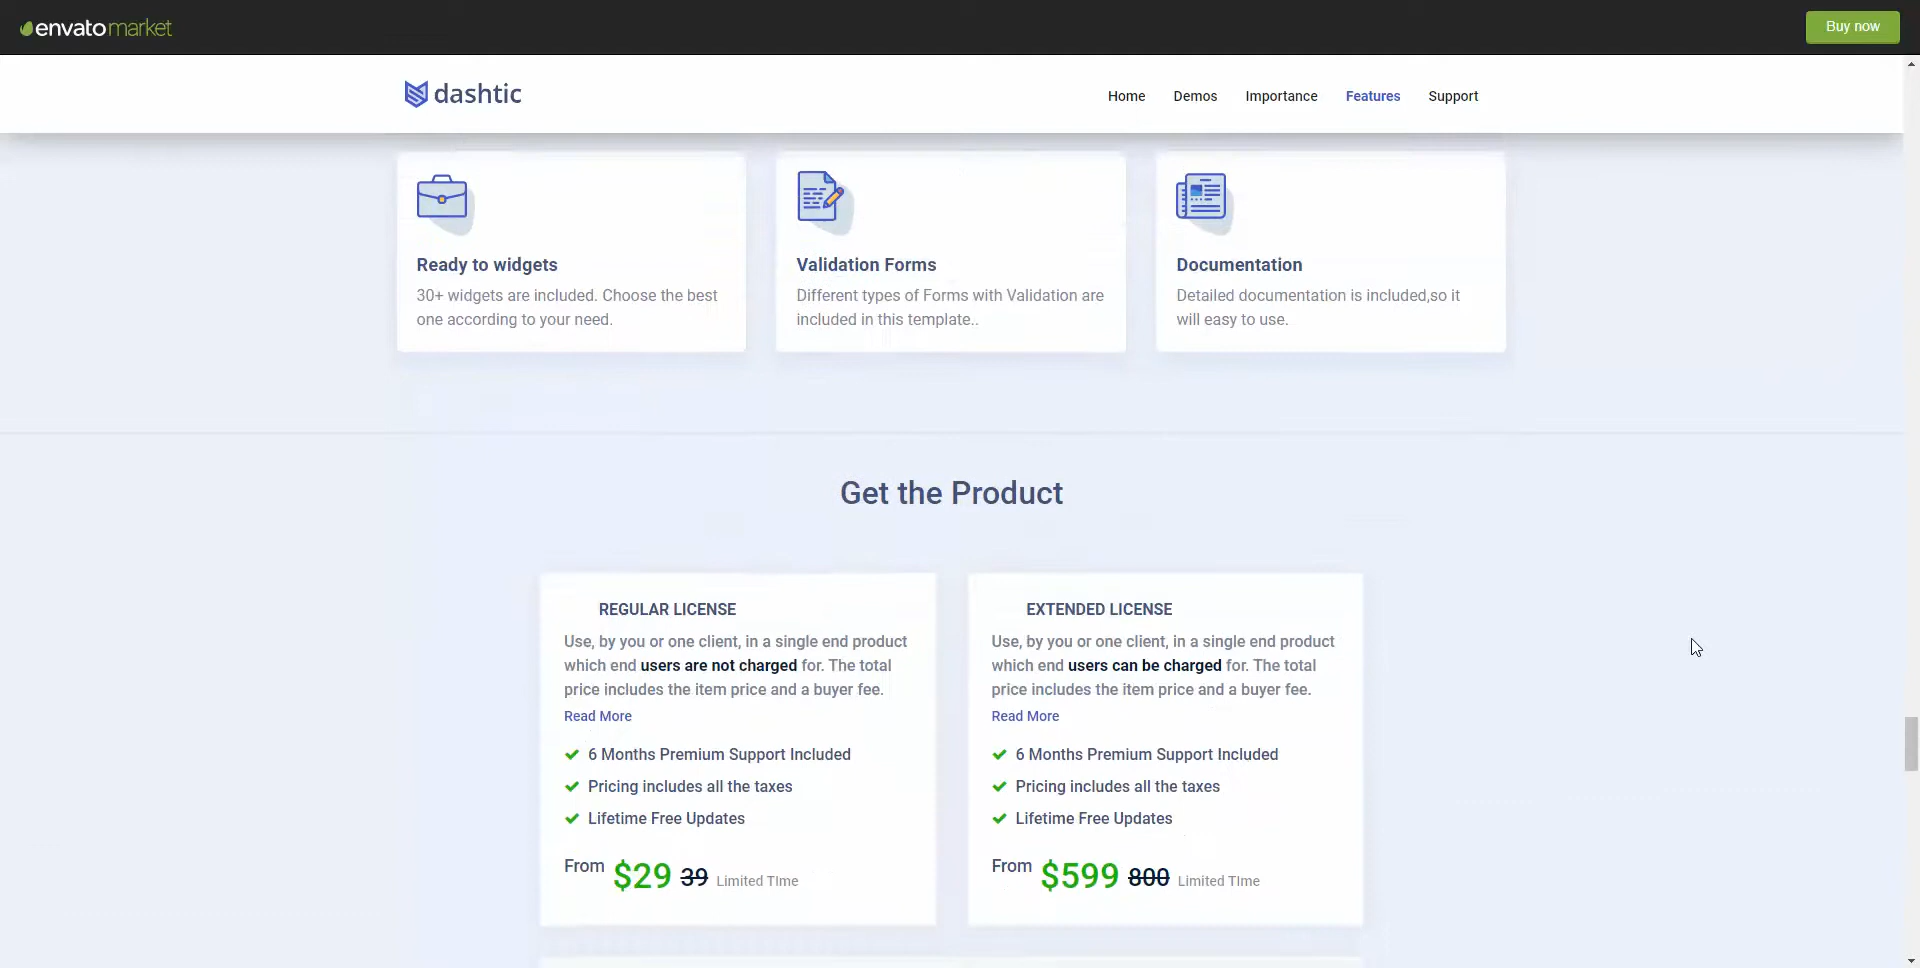 envato market
Buy now
dashtic
Home Demos Importance Features Support
Ready to widgets
30+ widgets are included. Choose the best
one according to your need.
Validation Forms
Different types of Forms with Validation are
included in this template..
Documentation
Detailed documentation is included,so it
will easy to use.
Get the Product
REGULAR LICENSE
Use, by you or one client, in a single end product
which end users are not charged for. The total
price includes the item price and a buyer fee.
Read More
6 Months Premium Support Included
Pricing includes all the taxes
Lifetime Free Updates
From $29 39 Limited TIme
EXTENDED LICENSE
Use, by you or one client, in a single end product
which end users can be charged for. The total
price includes the item price and a buyer fee.
Read More
6 Months Premium Support Included
Pricing includes all the taxes
Lifetime Free Updates
From $599 800 Limited TIme